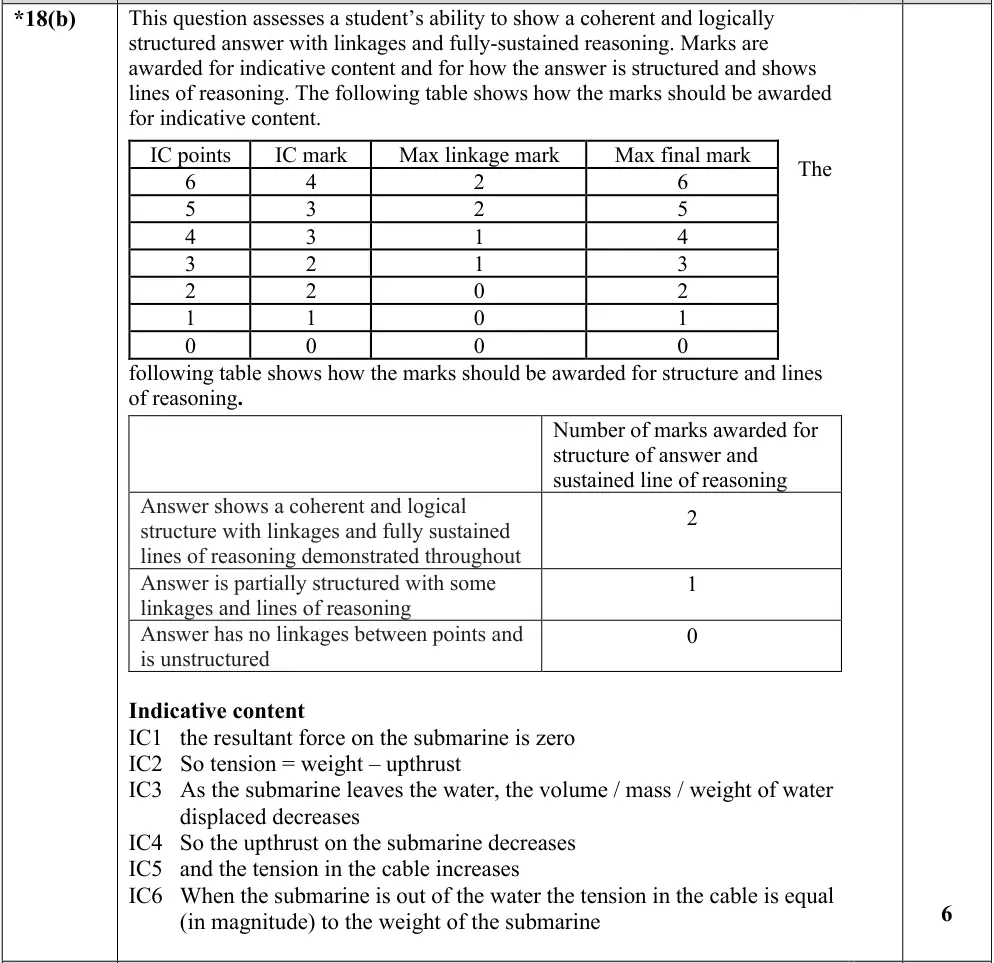 *18(b)
This question assesses a student’s ability to show a coherent and logically
structured answer with linkages and fully-sustained reasoning. Marks are
awarded for indicative content and for how the answer is structured and shows
lines of reasoning. The following table shows how the marks should be awarded
for indicative content.
IC points IC mark Max linkage mark Max final mark
6 4 2 6
5 3 2 5
4 3 1 4
3 2 1 3
2 2 0 2
1 1 0 1
0 0 0 0
The
following table shows how the marks should be awarded for structure and lines
of reasoning.
Number of marks awarded for
structure of answer and
sustained line of reasoning
Answer shows a coherent and logical
structure with linkages and fully sustained
lines of reasoning demonstrated throughout
2
Answer is partially structured with some
linkages and lines of reasoning
1
Answer has no linkages between points and
is unstructured
0
Indicative content
IC1 the resultant force on the submarine is zero
IC2 So tension = weight – upthrust
IC3 As the submarine leaves the water, the volume / mass / weight of water
displaced decreases
IC4 So the upthrust on the submarine decreases
IC5 and the tension in the cable increases
IC6 When the submarine is out of the water the tension in the cable is equal
(in magnitude) to the weight of the submarine
6